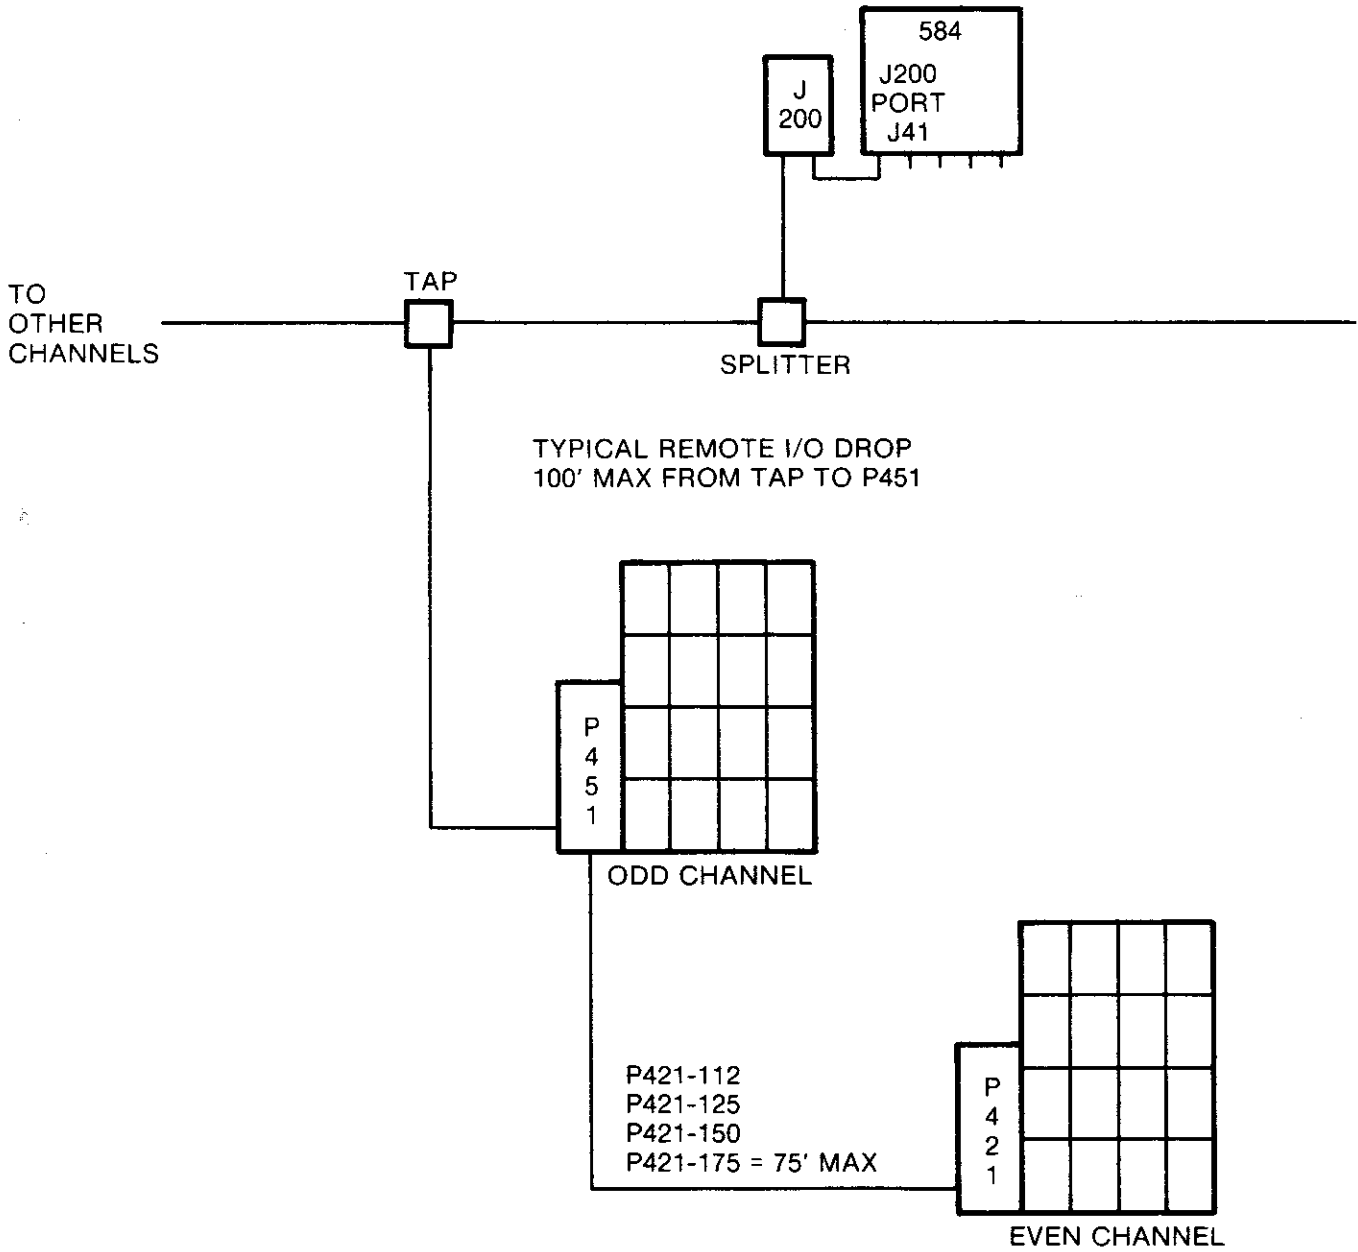 584
J200
PORT
J41
J
200
TAP
TO
OTHER
CHANNELS
SPLITTER
TYPICAL REMOTE I/O DROP
100' MAX FROM TAP TO P451
P
4
5
1
ODD CHANNEL
P421-112
P421-125
P421-150
P421-175 = 75' MAX
P
4
2
1
EVEN CHANNEL